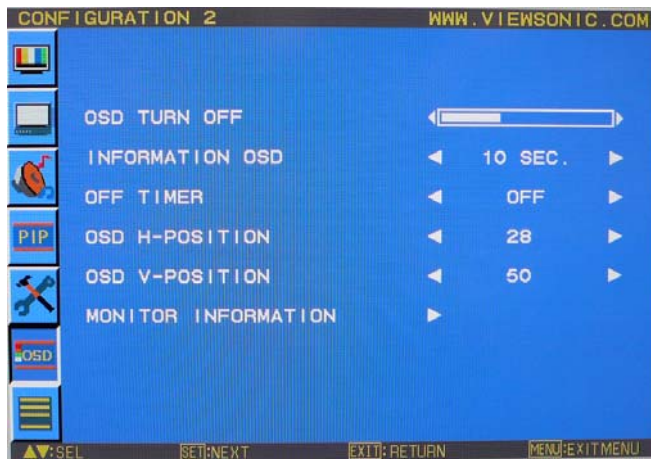 CONFIGURATION 2 WWW.VIEWSONIC.COM
OSD TURN OFF
INFORMATION OSD ◀ 10 SEC. ▶
OFF TIMER ◀ OFF ▶
PIP OSD H-POSITION ◀ 28 ▶
OSD V-POSITION ◀ 50 ▶
MONITOR INFORMATION ▶
OSD
▲▼:SEL SET:NEXT EXIT:RETURN MENU:EXITMENU